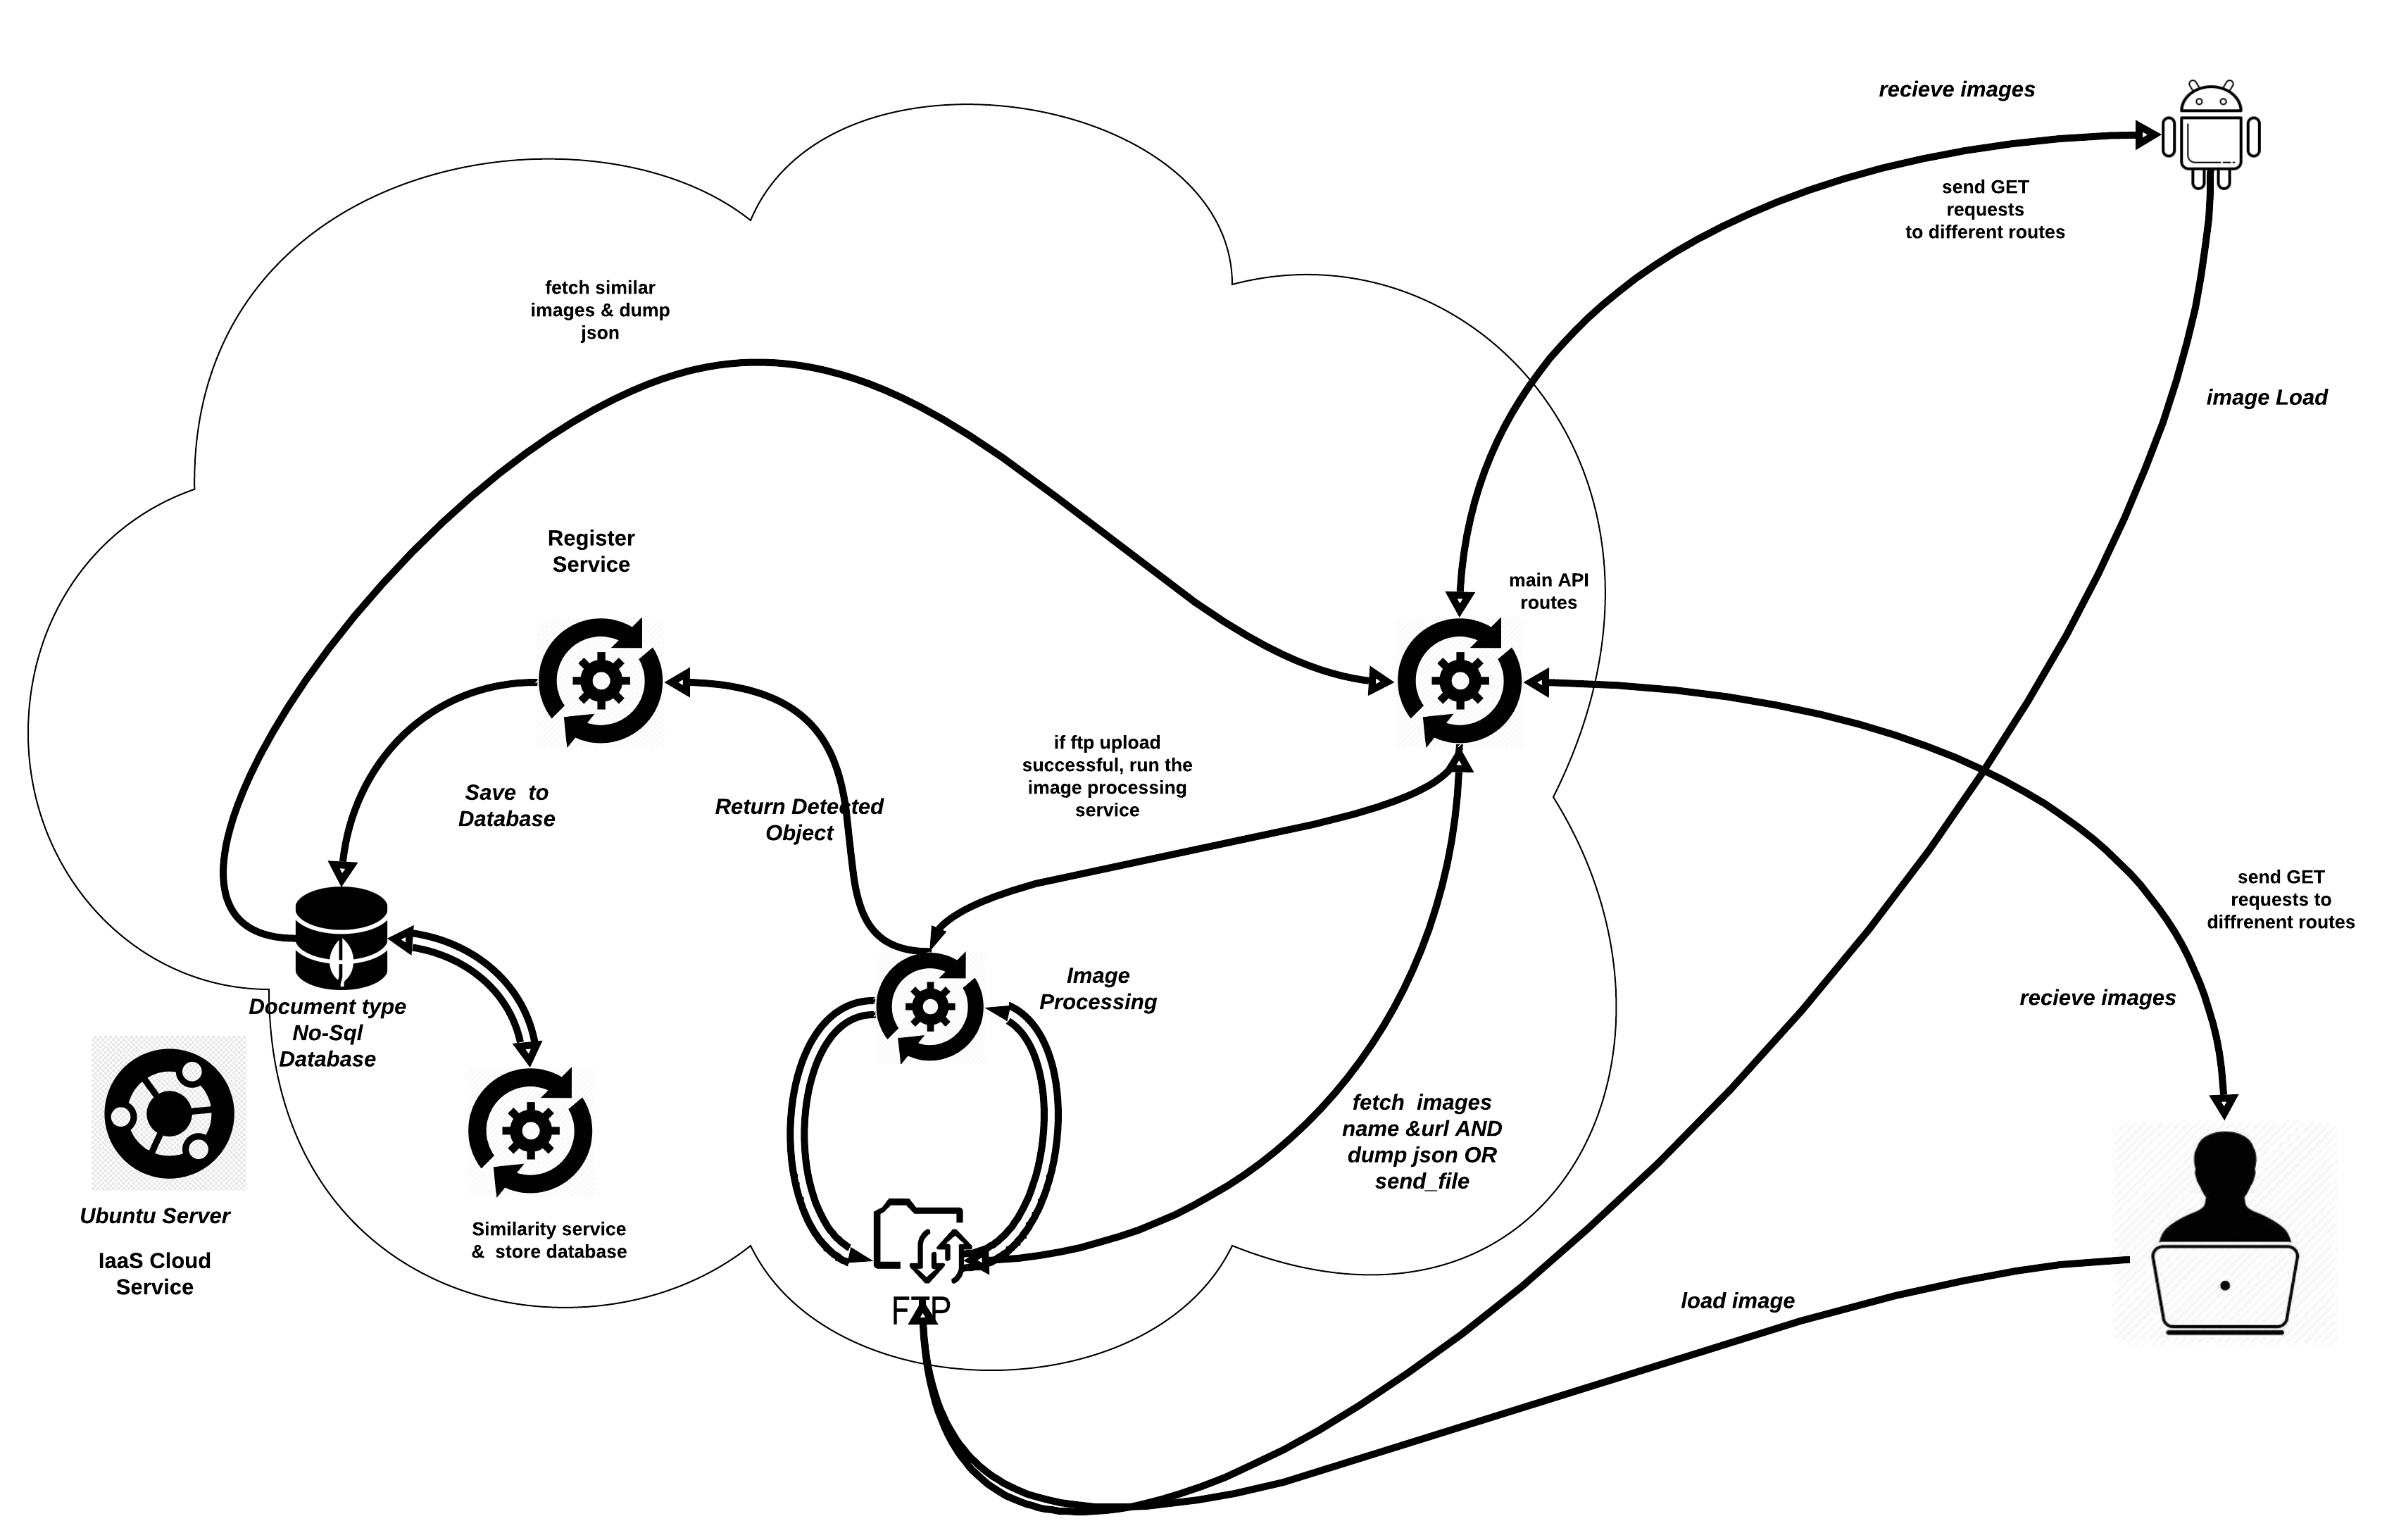 recieve images
send GET
requests
to different routes
fetch similar
images & dump
json
image Load
Register
Service
main API
routes
if ftp upload
successful, run the
image processing
service
Save to
Database
Return Detected
Object
send GET
requests to
diffrenent routes
Image
Processing
recieve images
Document type
No-Sql
Database
fetch images
name &url AND
dump json OR
send_file
Ubuntu Server
IaaS Cloud
Service
Similarity service
& store database
FTP
load image